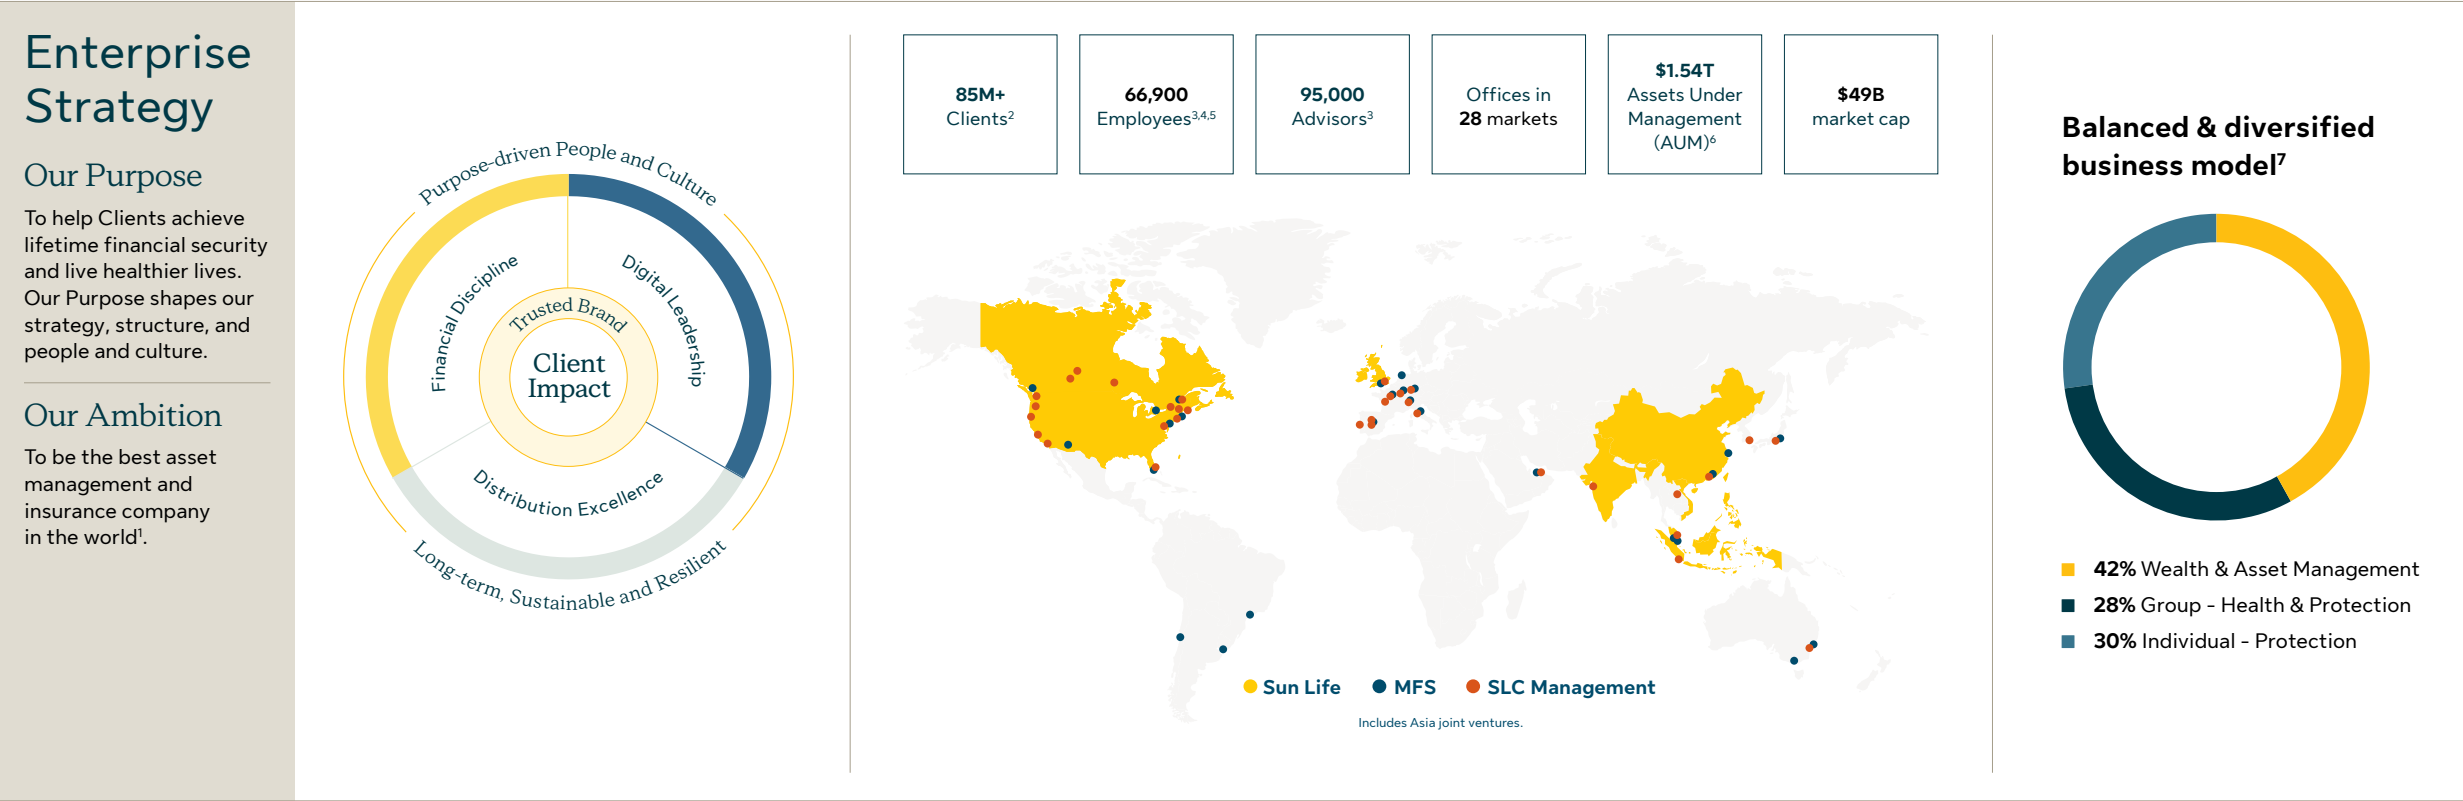 Enterprise
Strategy
Our Purpose
To help Clients achieve
lifetime financial security
and live healthier lives.
Our Purpose shapes our
strategy, structure, and
people and culture.
Our Ambition
To be the best asset
management and
insurance company
in the world¹.
Purpose-driven People and Culture
Financial Discipline
Digital Leadership
Trusted Brand
Client
Impact
Distribution Excellence
Long-term, Sustainable and Resilient
85M+
Clients²
66,900
Employees³,⁴,⁵
95,000
Advisors³
Offices in
28 markets
$1.54T
Assets Under
Management
(AUM)⁶
$49B
market cap
Sun Life
MFS
SLC Management
Includes Asia joint ventures.
Balanced & diversified
business model⁷
42% Wealth & Asset Management
28% Group - Health & Protection
30% Individual - Protection